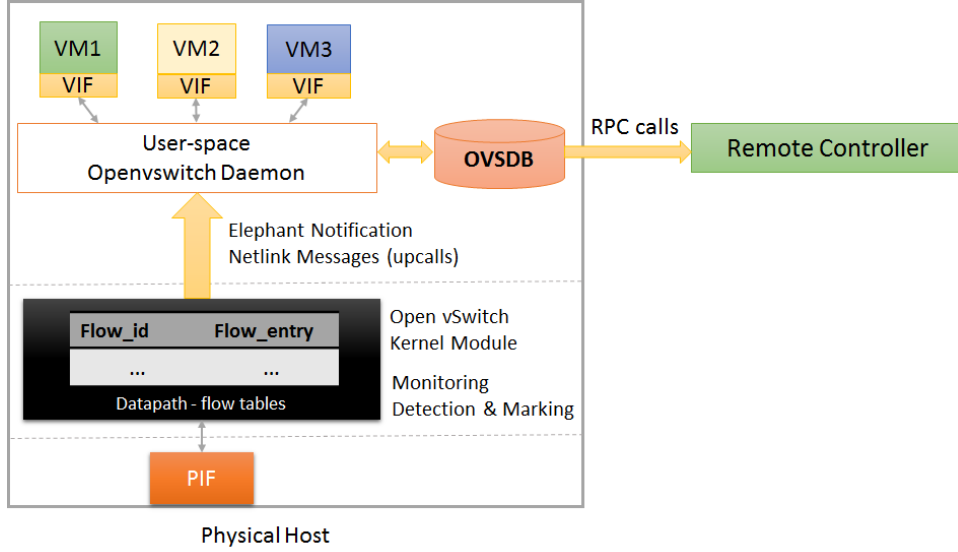 VM1
VM2
VM3
VIF
VIF
VIF
User-space
Openvswitch Daemon
OVSDB
RPC calls
Remote Controller
Elephant Notification
Netlink Messages (upcalls)
Flow_id Flow_entry
... ...
Datapath - flow tables
Open vSwitch
Kernel Module
Monitoring
Detection & Marking
PIF
Physical Host